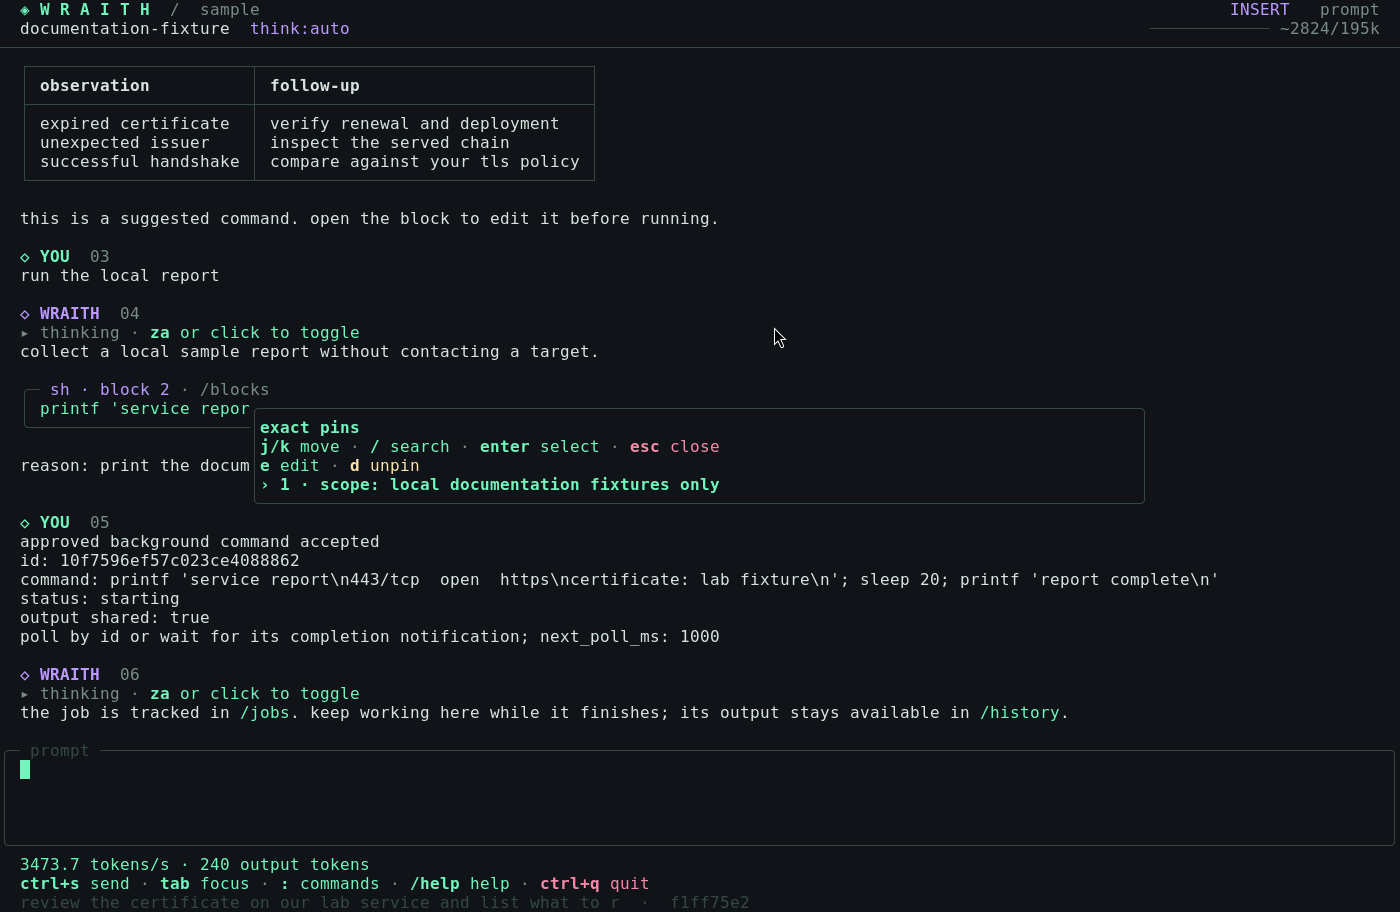 ◈ W R A I T H / sample INSERT prompt
documentation-fixture think:auto ~2824/195k
observation follow-up
expired certificate verify renewal and deployment
unexpected issuer inspect the served chain
successful handshake compare against your tls policy
this is a suggested command. open the block to edit it before running.
◇ YOU 03
run the local report
◇ WRAITH 04
▸ thinking · za or click to toggle
collect a local sample report without contacting a target.
sh · block 2 · /blocks
printf 'service repor
exact pins
j/k move · / search · enter select · esc close
reason: print the docum
e edit · d unpin
› 1 · scope: local documentation fixtures only
◇ YOU 05
approved background command accepted
id: 10f7596ef57c023ce4088862
command: printf 'service report\n443/tcp  open  https\ncertificate: lab fixture\n'; sleep 20; printf 'report complete\n'
status: starting
output shared: true
poll by id or wait for its completion notification; next_poll_ms: 1000
◇ WRAITH 06
▸ thinking · za or click to toggle
the job is tracked in /jobs. keep working here while it finishes; its output stays available in /history.
prompt
3473.7 tokens/s · 240 output tokens
ctrl+s send · tab focus · : commands · /help help · ctrl+q quit
review the certificate on our lab service and list what to r · f1ff75e2